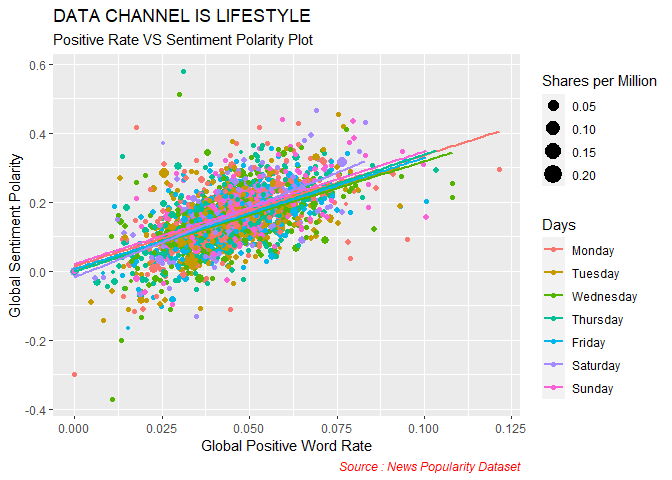 DATA CHANNEL IS LIFESTYLE
Positive Rate VS Sentiment Polarity Plot
0.6
0.4
0.2
0.0
-0.2
-0.4
Global Sentiment Polarity
0.000 0.025 0.050 0.075 0.100 0.125
Global Positive Word Rate
Source : News Popularity Dataset
Shares per Million
0.05
0.10
0.15
0.20
Days
Monday
Tuesday
Wednesday
Thursday
Friday
Saturday
Sunday